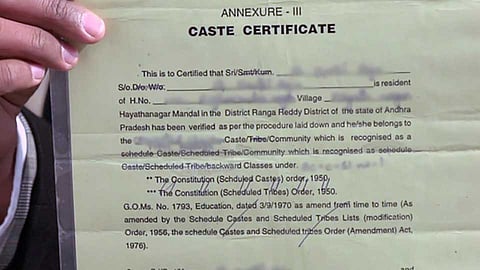 ANNEXURE - III
CASTE CERTIFICATE
This is to Certified that Sri/Smt/Kum.
S/o.D/o. W/o. is resident
of H.No. Village
Hayathanagar Mandal in the District Ranga Reddy District of the state of Andhra
Pradesh has been verified as per the procedure laid down and he/she belongs to
the Caste/Tribe/Community which is recognised as a
schedule Caste/Scheduled Tribe/Community which is recognised as schedule
Caste/Scheduled Tribe/backward Classes under.
** The Constitution (Schduled Castes) order, 1950.
*** The Constitution (Scheduled Tribes) Order, 1950.
G.O.Ms. No. 1793, Education, dated 3/9/1970 as amend from time to time (As
amended by the Schedule Castes and Scheduled Tribes Lists (modification)
Order, 1956, the schedule Castes and Scheduled tribes Order (Amendment) Act,
1976).